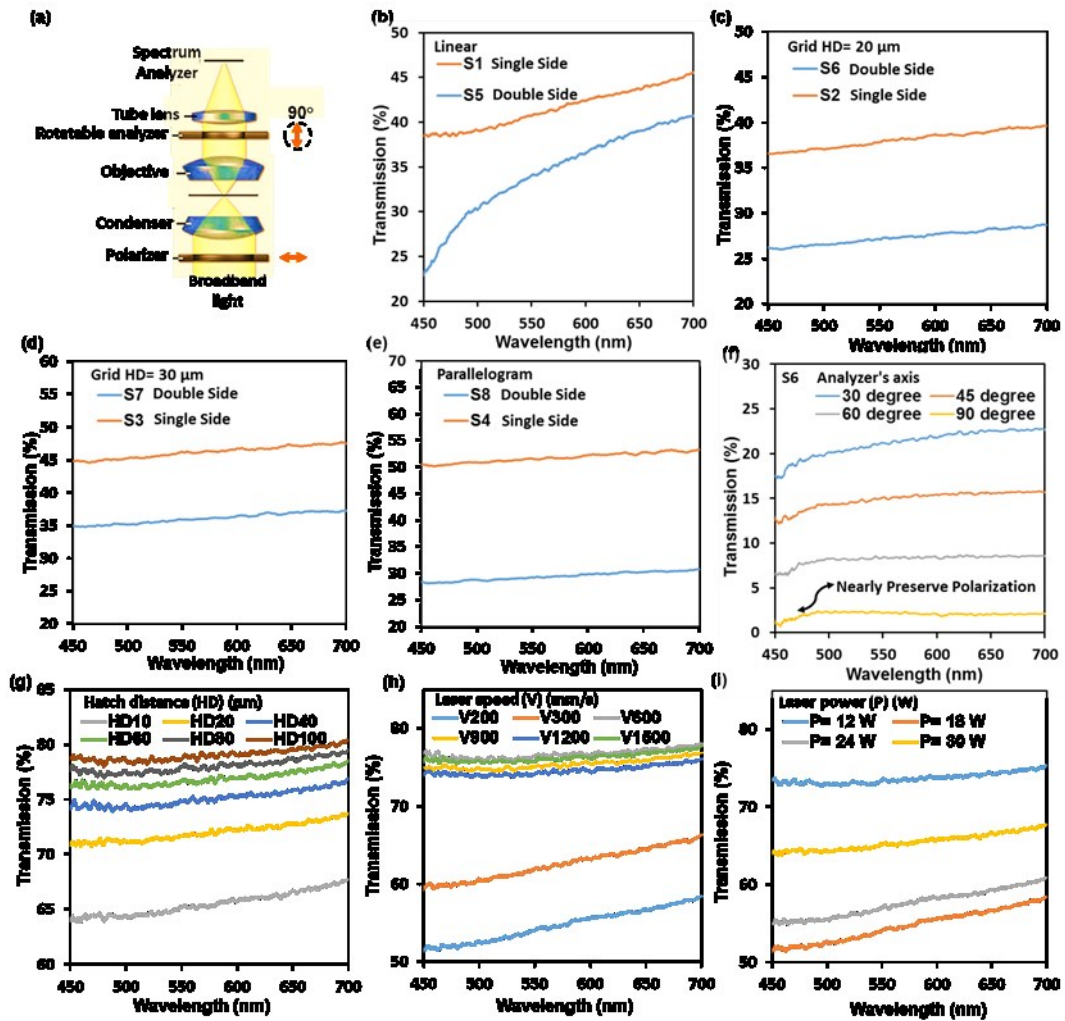 (a)
Spectrum
Analyzer
Tube lens
90°
Rotatable analyzer
Objective
Condenser
Polarizer
Broadband
light
(b)
50
45
40
35
30
25
20
Transmission (%)
Linear
S1 Single Side
S5 Double Side
450 500 550 600 650 700
Wavelength (nm)
(c)
50
45
40
35
30
25
20
Transmission (%)
Grid HD= 20 µm
S6 Double Side
S2 Single Side
450 500 550 600 650 700
Wavelength (nm)
(d)
60
55
50
45
40
35
30
25
20
Transmission (%)
Grid HD= 30 µm
S7 Double Side
S3 Single Side
450 500 550 600 650 700
Wavelength (nm)
(e)
70
65
60
55
50
45
40
35
30
25
20
Transmission (%)
Parallelogram
S8 Double Side
S4 Single Side
450 500 550 600 650 700
Wavelength (nm)
(f)
30
25
20
15
10
5
0
Transmission (%)
S6 Analyzer's axis
30 degree 45 degree
60 degree 90 degree
Nearly Preserve Polarization
450 500 550 600 650 700
Wavelength (nm)
(g)
85
80
75
70
65
60
Transmission (%)
Hatch distance (HD) (µm)
HD10 HD20 HD40
HD60 HD80 HD100
450 500 550 600 650 700
Wavelength (nm)
(h)
80
70
60
50
Transmission (%)
Laser speed (V) (mm/s)
V200 V300 V600
V900 V1200 V1500
450 500 550 600 650 700
Wavelength (nm)
(i)
80
70
60
50
Transmission (%)
Laser power (P) (W)
P= 12 W P= 18 W
P= 24 W P= 30 W
450 500 550 600 650 700
Wavelength (nm)